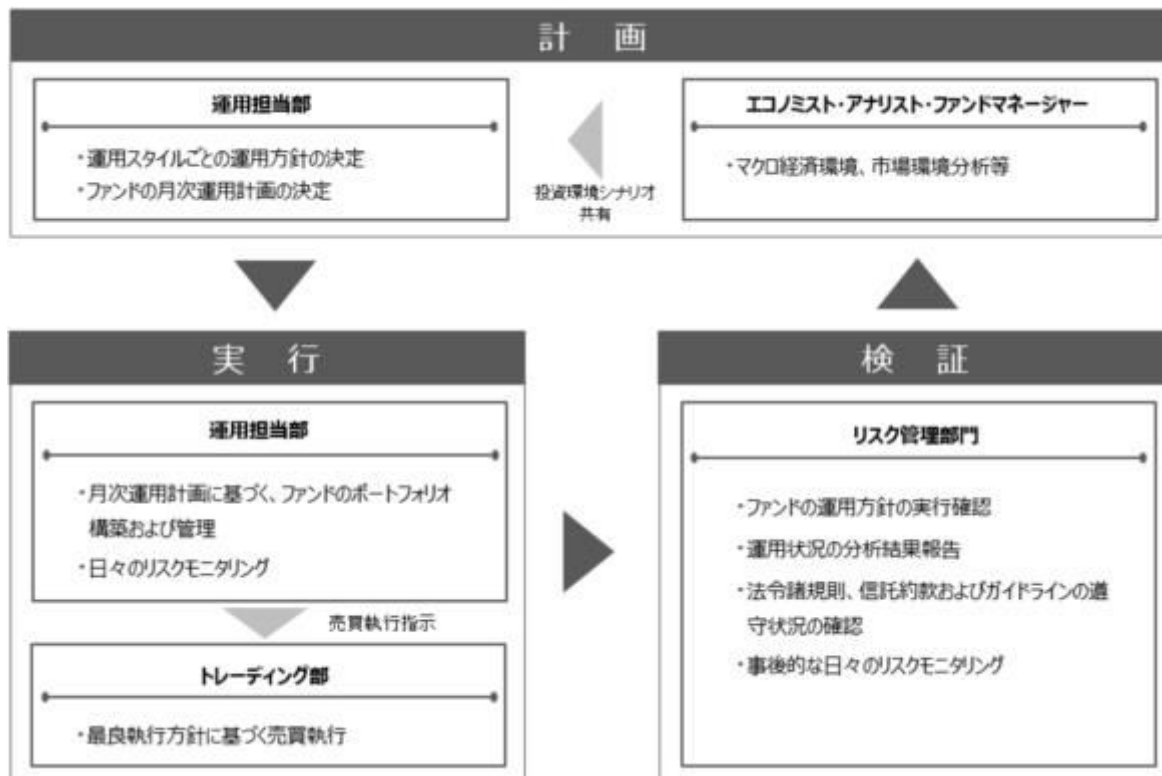 計 画
運用担当部
・運用スタイルごとの運用方針の決定
・ファンドの月次運用計画の決定
投資環境シナリオ
共有
エコノミスト・アナリスト・ファンドマネージャー
・マクロ経済環境、市場環境分析等
実 行
運用担当部
・月次運用計画に基づく、ファンドのポートフォリオ
構築および管理
・日々のリスクモニタリング
売買執行指示
トレーディング部
・最良執行方針に基づく売買執行
検 証
リスク管理部門
・ファンドの運用方針の実行確認
・運用状況の分析結果報告
・法令諸規則、信託約款およびガイドラインの遵
守状況の確認
・事後的な日々のリスクモニタリング